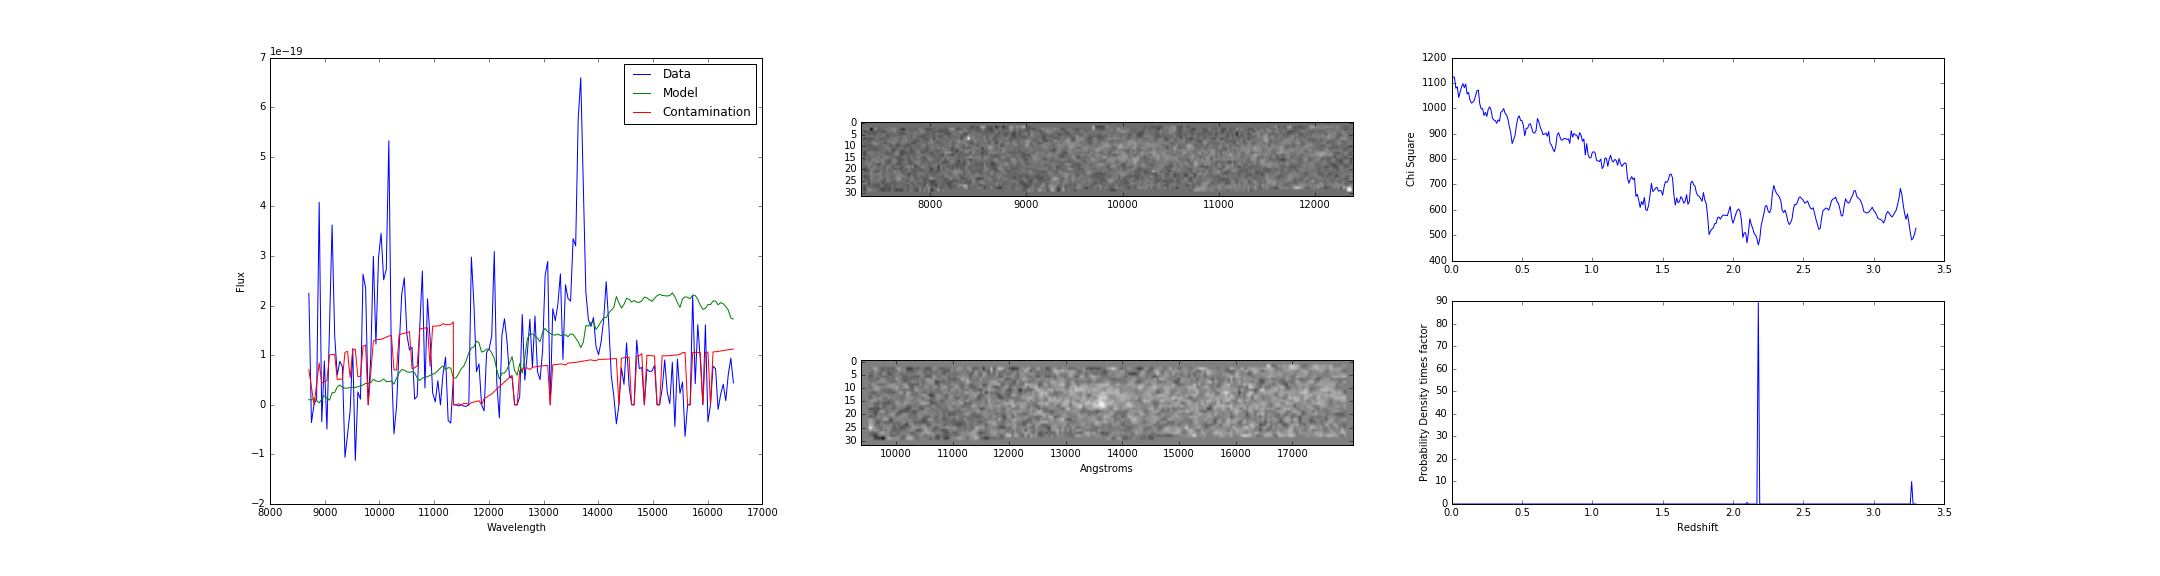 1e−19
7
6
5
4
3
2
1
0
−1
−2
Flux
8000 9000 10000 11000 12000 13000 14000 15000 16000 17000
Wavelength
Data
Model
Contamination
0
5
10
15
20
25
30
8000 9000 10000 11000 12000
0
5
10
15
20
25
30
10000 11000 12000 13000 14000 15000 16000 17000
Angstroms
1200
1100
1000
900
800
700
600
500
400
Chi Square
0.0 0.5 1.0 1.5 2.0 2.5 3.0 3.5
90
80
70
60
50
40
30
20
10
0
Probability Density times factor
0.0 0.5 1.0 1.5 2.0 2.5 3.0 3.5
Redshift